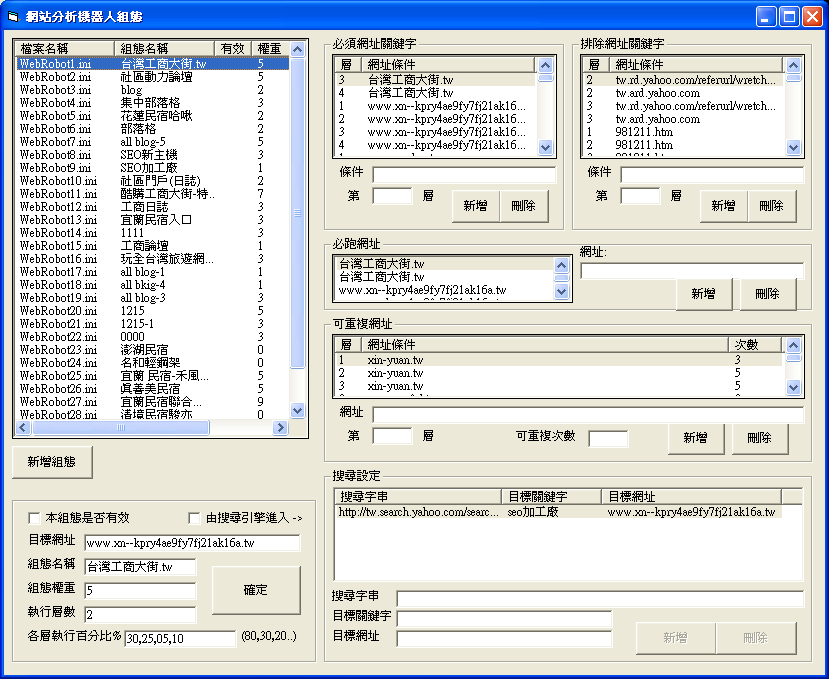 網站分析機器人組態
檔案名稱 組態名稱 有效 權重
WebRobot1.ini 台灣工商大街.tw 5
WebRobot2.ini 社區動力論壇 5
WebRobot3.ini blog 2
WebRobot4.ini 集中部落格 3
WebRobot5.ini 花蓮民宿哈啾 2
WebRobot6.ini 部落格 2
WebRobot7.ini all blog-5 5
WebRobot8.ini SEO新主機 3
WebRobot9.ini SEO加工廠 1
WebRobot10.ini 社區門戶(日誌) 2
WebRobot11.ini 酷購工商大街-特.. 7
WebRobot12.ini 工商日誌 3
WebRobot13.ini 宜蘭民宿入口 3
WebRobot14.ini 1111 3
WebRobot15.ini 工商論壇 1
WebRobot16.ini 玩全台灣旅遊網... 3
WebRobot17.ini all blog-1 1
WebRobot18.ini all bkig-4 1
WebRobot19.ini all blog-3 3
WebRobot20.ini 1215 5
WebRobot21.ini 1215-1 3
WebRobot22.ini 0000 3
WebRobot23.ini 澎湖民宿 0
WebRobot24.ini 名和輕鋼架 0
WebRobot25.ini 宜蘭 民宿-禾風... 5
WebRobot26.ini 真善美民宿 5
WebRobot27.ini 宜蘭民宿聯合... 9
WebRobot28.ini 清境民宿駿亦 0
新增組態
本組態是否有效 由搜尋引擎進入 ->
目標網址 www.xn--kpry4ae9fy7fj21ak16a.tw
組態名稱 台灣工商大街.tw
組態權重 5
執行層數 2
確定
各層執行百分比% 30,25,05,10 (80,30,20..)
必須網址關鍵字
層 網址條件
3 台灣工商大街.tw
4 台灣工商大街.tw
1 www.xn--kpry4ae9fy7fj21ak16...
2 www.xn--kpry4ae9fy7fj21ak16...
3 www.xn--kpry4ae9fy7fj21ak16...
4 www.xn--kpry4ae9fy7fj21ak16...
條件
第 層 新增 刪除
排除網址關鍵字
層 網址條件
2 tw.rd.yahoo.com/referurl/wretch...
2 tw.ard.yahoo.com
3 tw.rd.yahoo.com/referurl/wretch...
3 tw.ard.yahoo.com
1 981211.htm
2 981211.htm
3 981211.htm
條件
第 層 新增 刪除
必跑網址
台灣工商大街.tw
台灣工商大街.tw
www.xn--kpry4ae9fy7fj21ak16a.tw
網址:
新增 刪除
可重複網址
層 網址條件 次數
1 xin-yuan.tw 3
2 xin-yuan.tw 5
3 xin-yuan.tw 5
網址
第 層 可重複次數 新增 刪除
搜尋設定
搜尋字串 目標關鍵字 目標網址
http://tw.search.yahoo.com/searc... seo加工廠 www.xn--kpry4ae9fy7fj21ak16a.tw
搜尋字串
目標關鍵字
目標網址
新增 刪除